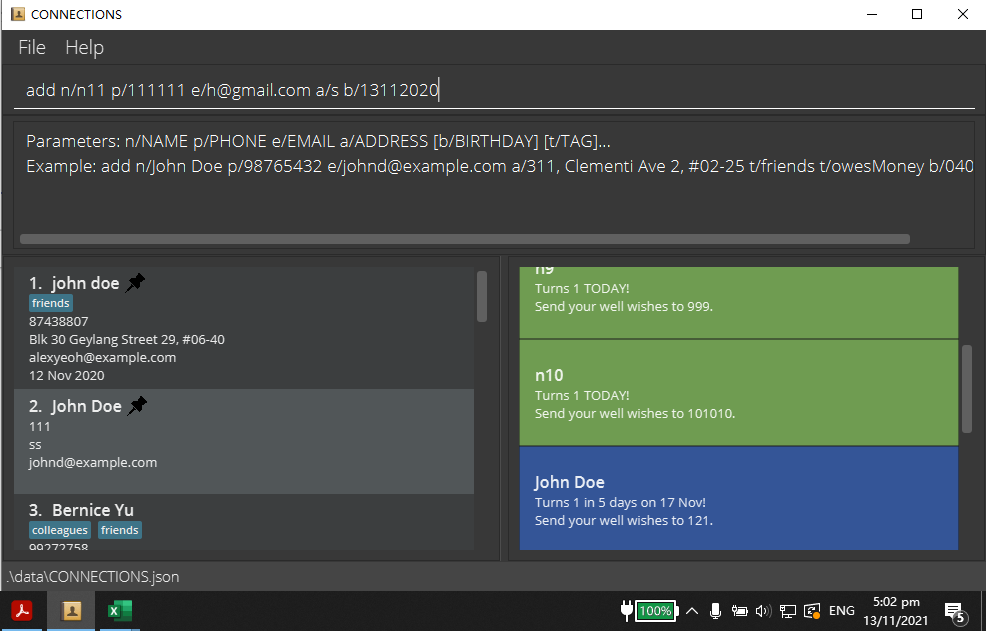 CONNECTIONS
File Help
add n/n11 p/111111 e/h@gmail.com a/s b/13112020
Parameters: n/NAME p/PHONE e/EMAIL a/ADDRESS [b/BIRTHDAY] [t/TAG]...
Example: add n/John Doe p/98765432 e/johnd@example.com a/311, Clementi Ave 2, #02-25 t/friends t/owesMoney b/040
1. john doe
friends
87438807
Blk 30 Geylang Street 29, #06-40
alexyeoh@example.com
12 Nov 2020
2. John Doe
111
ss
johnd@example.com
3. Bernice Yu
colleagues friends
99272758
n9
Turns 1 TODAY!
Send your well wishes to 999.
n10
Turns 1 TODAY!
Send your well wishes to 101010.
John Doe
Turns 1 in 5 days on 17 Nov!
Send your well wishes to 121.
.\data\CONNECTIONS.json
100%
ENG
5:02 pm
13/11/2021
5